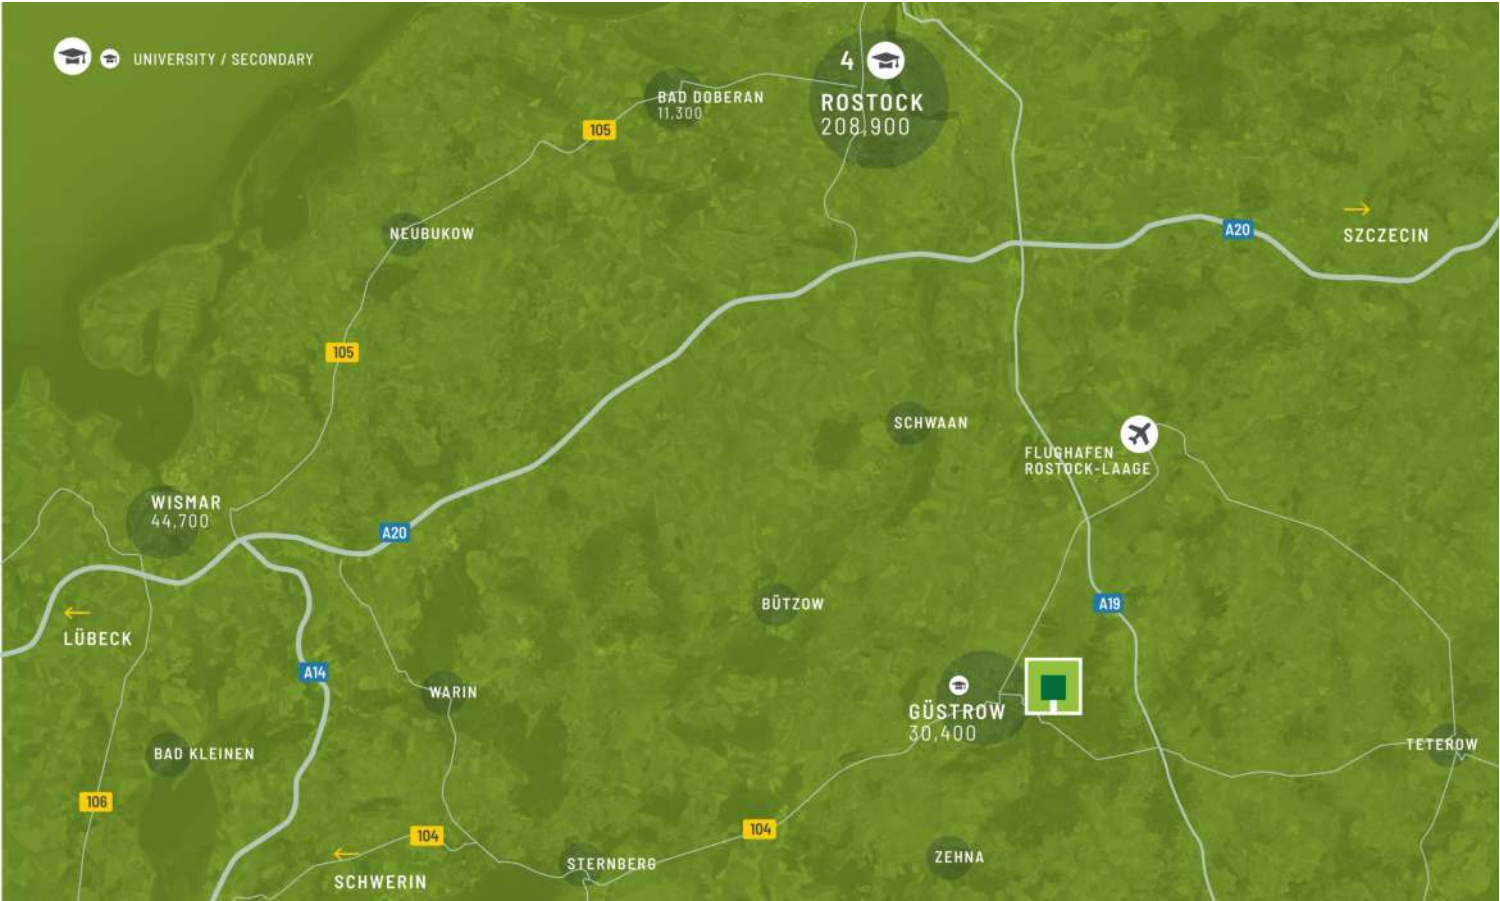 UNIVERSITY / SECONDARY
4
ROSTOCK
208,900
BAD DOBERAN
11,300
105
NEUBUKOW
A20
SZCZECIN
105
SCHWAAN
FLUGHAFEN
ROSTOCK-LAAGE
WISMAR
44,700
A20
LÜBECK
BÜTZOW
A19
A14
WARIN
GÜSTROW
30,400
BAD KLEINEN
TETEROW
106
104
104
SCHWERIN
STERNBERG
ZEHNA